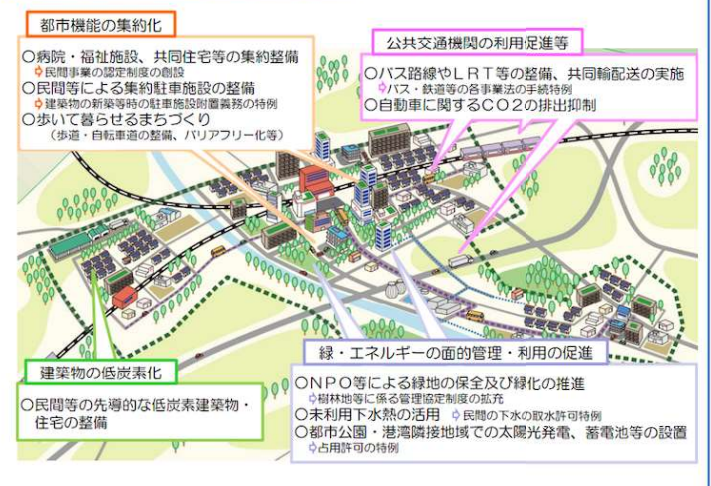 都市機能の集約化
○病院・福祉施設、共同住宅等の集約整備
⇨民間事業の認定制度の創設
○民間等による集約駐車施設の整備
⇨建築物の新築等時の駐車施設附置義務の特例
○歩いて暮らせるまちづくり
（歩道・自転車道の整備、バリアフリー化等）
公共交通機関の利用促進等
○バス路線やＬＲＴ等の整備、共同輸配送の実施
⇨バス・鉄道等の各事業法の手続特例
○自動車に関するＣＯ２の排出抑制
建築物の低炭素化
○民間等の先導的な低炭素建築物・
住宅の整備
緑・エネルギーの面的管理・利用の促進
○ＮＰＯ等による緑地の保全及び緑化の推進
⇨樹林地等に係る管理協定制度の拡充
○未利用下水熱の活用 ⇨民間の下水の取水許可特例
○都市公園・港湾隣接地域での太陽光発電、蓄電池等の設置
⇨占用許可の特例